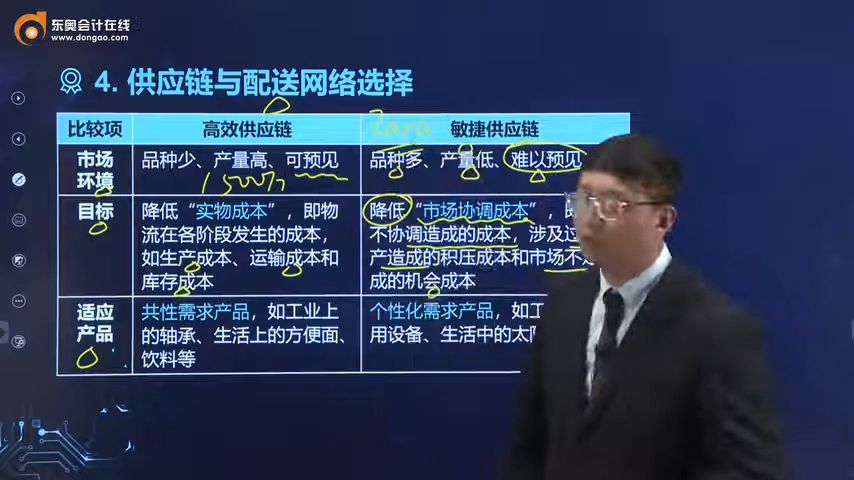 东奥会计在线
www.dongao.com
4. 供应链与配送网络选择
比较项
高效供应链
Zara
敏捷供应链
市场
环境
品种少、产量高、可预见
1500万
品种多、产量低、难以预见
目标
降低“实物成本”，即物
流在各阶段发生的成本，
如生产成本、运输成本和
库存成本
降低“市场协调成本”，
不协调造成的成本，涉及过
产造成的积压成本和市场不
成的机会成本
适应
产品
共性需求产品，如工业上
的轴承、生活上的方便面、
饮料等
个性化需求产品，如工
用设备、生活中的太